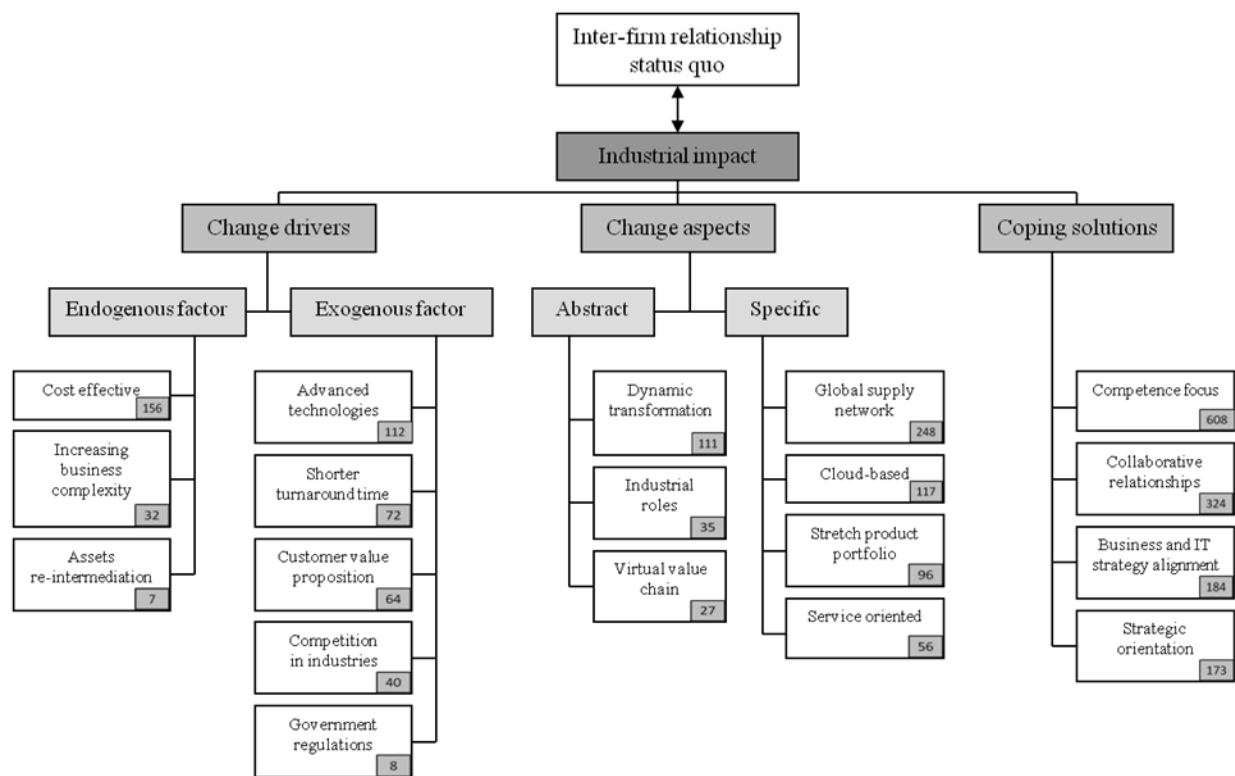 Inter-firm relationship
status quo
Industrial impact
Change drivers
Change aspects
Coping solutions
Endogenous factor
Exogenous factor
Abstract
Specific
Cost effective
156
Increasing
business
complexity
32
Assets
re-intermediation
7
Advanced
technologies
112
Shorter
turnaround time
72
Customer value
proposition
64
Competition
in industries
40
Government
regulations
8
Dynamic
transformation
111
Industrial
roles
35
Virtual value
chain
27
Global supply
network
248
Cloud-based
117
Stretch product
portfolio
96
Service oriented
56
Competence focus
608
Collaborative
relationships
324
Business and IT
strategy alignment
184
Strategic
orientation
173